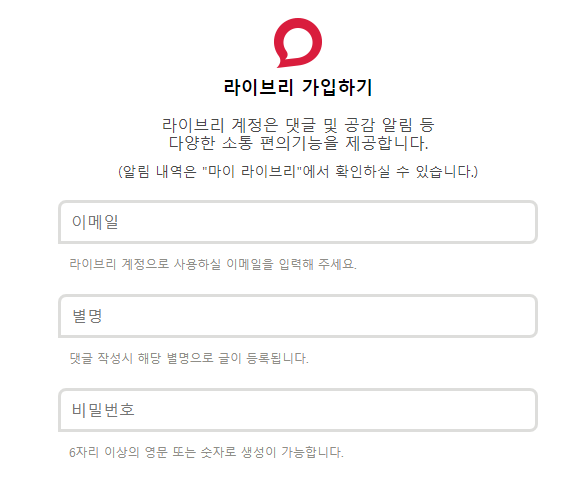 라이브리 가입하기
라이브리 계정은 댓글 및 공감 알림 등
다양한 소통 편의기능을 제공합니다.
(알림 내역은 "마이 라이브리"에서 확인하실 수 있습니다.)
이메일
라이브리 계정으로 사용하실 이메일을 입력해 주세요.
별명
댓글 작성시 해당 별명으로 글이 등록됩니다.
비밀번호
6자리 이상의 영문 또는 숫자로 생성이 가능합니다.